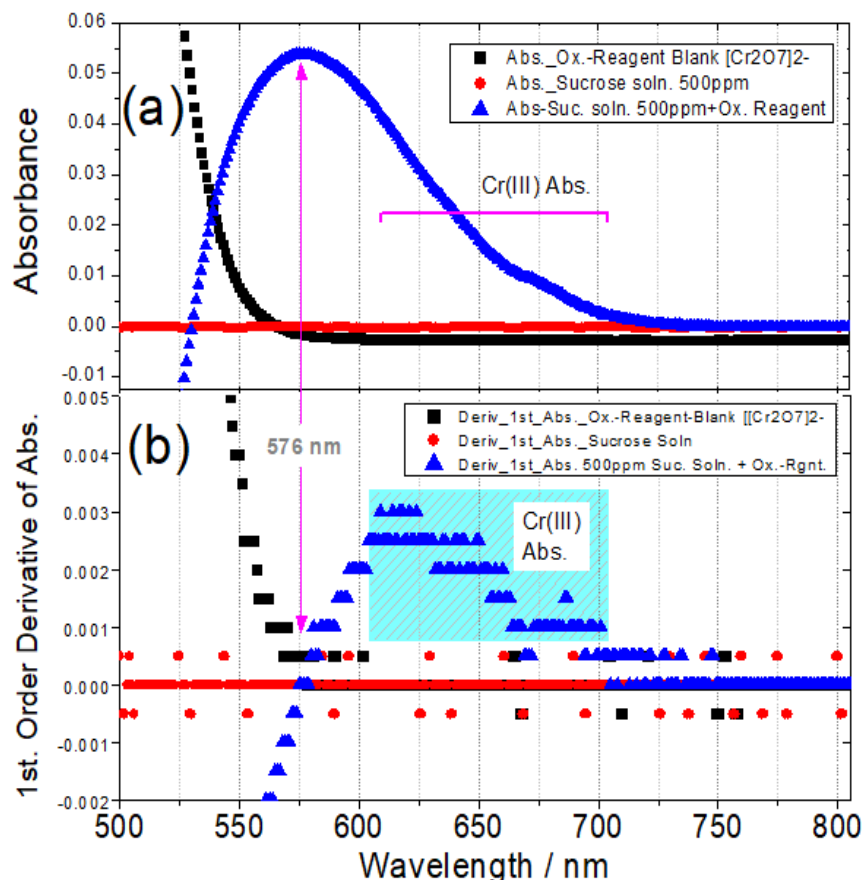 0.06
0.05
0.04
0.03
0.02
0.01
0.00
-0.01
Absorbance
(a)
Abs._Ox.-Reagent Blank [Cr2O7]2-
Abs._Sucrose soln. 500ppm
Abs-Suc. soln. 500ppm+Ox. Reagent
Cr(III) Abs.
0.005
0.004
0.003
0.002
0.001
0.000
-0.001
-0.002
1st. Order Derivative of Abs.
(b)
576 nm
Deriv_1st_Abs._Ox.-Reagent-Blank [[Cr2O7]2-
Deriv_1st_Abs._Sucrose Soln
Deriv_1st_Abs. 500ppm Suc. Soln. + Ox.-Rgnt.
Cr(III)
Abs.
500 550 600 650 700 750 800
Wavelength / nm